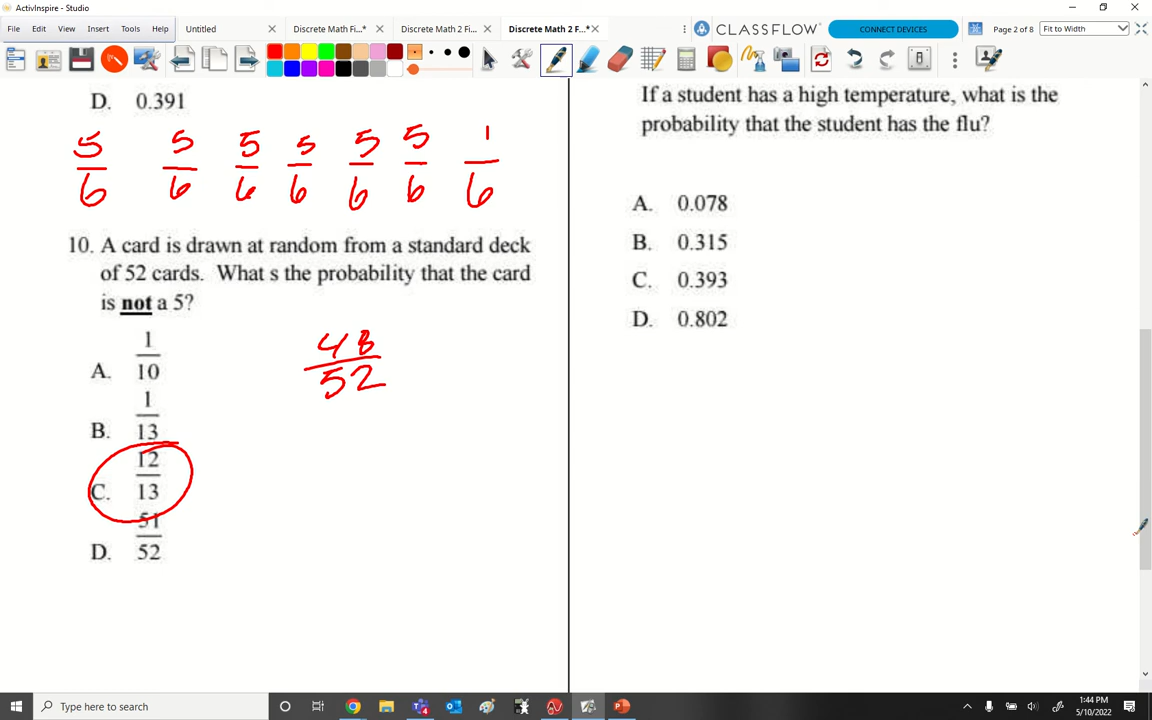 ActivInspire - Studio
File Edit View Insert Tools Help
Untitled
Discrete Math Fi...*
Discrete Math 2 F...*
Discrete Math 2 F...*
CLASSFLOW
CONNECT DEVICES
Page 2 of 8
Fit to Width
D. 0.391
5/6 5/6 5/6 5/6 5/6 5/6 1/6
10. A card is drawn at random from a standard deck
of 52 cards. What s the probability that the card
is not a 5?
A. 1/10
B. 1/13
C. 12/13
D. 51/52
48/52
If a student has a high temperature, what is the
probability that the student has the flu?
A. 0.078
B. 0.315
C. 0.393
D. 0.802
Type here to search
1:44 PM
5/10/2022